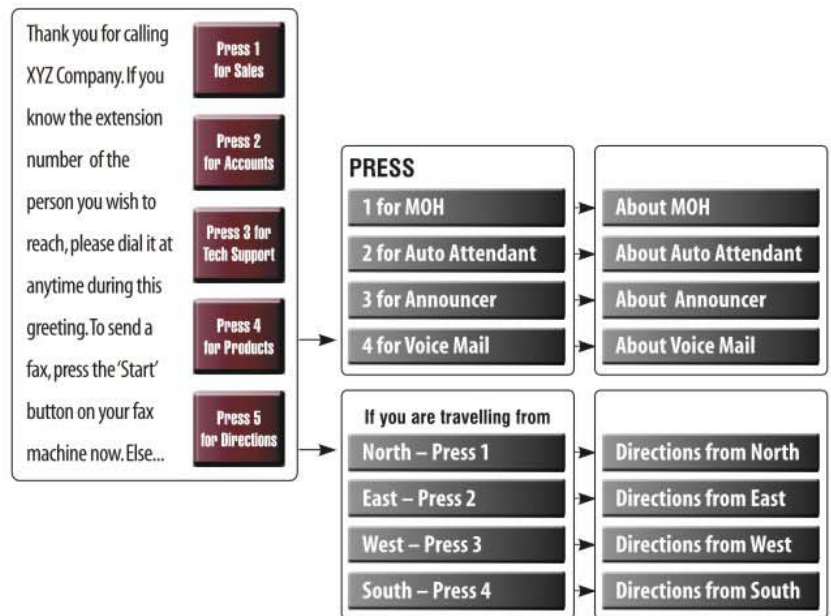 Thank you for calling
XYZ Company. If you
know the extension
number of the
person you wish to
reach, please dial it at
anytime during this
greeting. To send a
fax, press the 'Start'
button on your fax
machine now. Else...
Press 1
for Sales
Press 2
for Accounts
Press 3 for
Tech Support
Press 4
for Products
Press 5
for Directions
PRESS
1 for MOH
About MOH
2 for Auto Attendant
About Auto Attendant
3 for Announcer
About Announcer
4 for Voice Mail
About Voice Mail
If you are travelling from
North – Press 1
Directions from North
East – Press 2
Directions from East
West – Press 3
Directions from West
South – Press 4
Directions from South